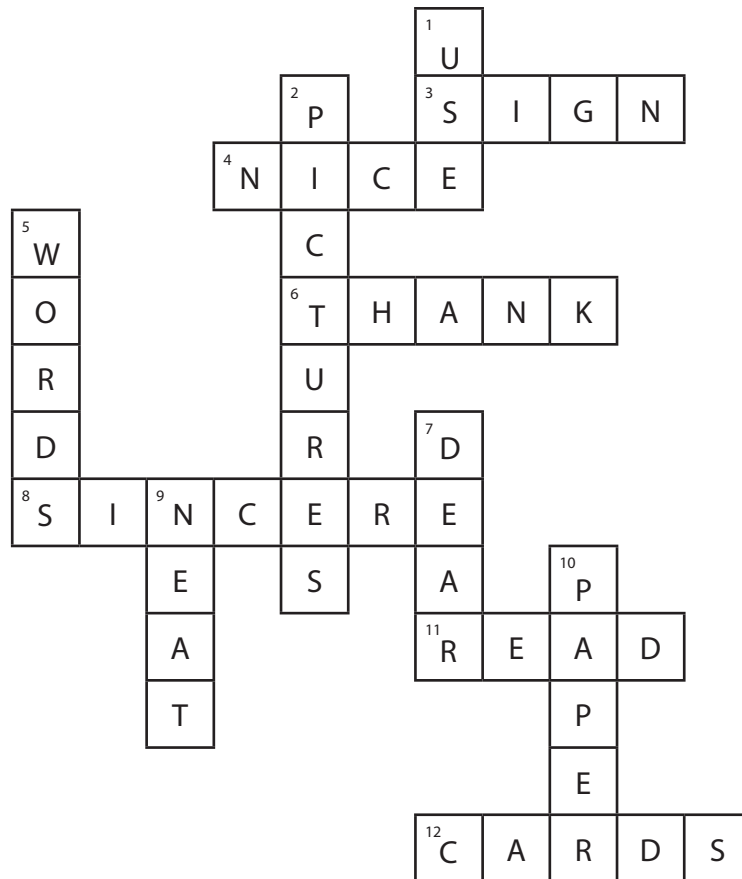 1 U
2 P 3 S I G N
4 N I C E
5 W C
O 6 T H A N K
R U
D R 7 D
8 S I 9 N C E R E
E S A 10 P
A 11 R E A D
T P
E
12 C A R D S